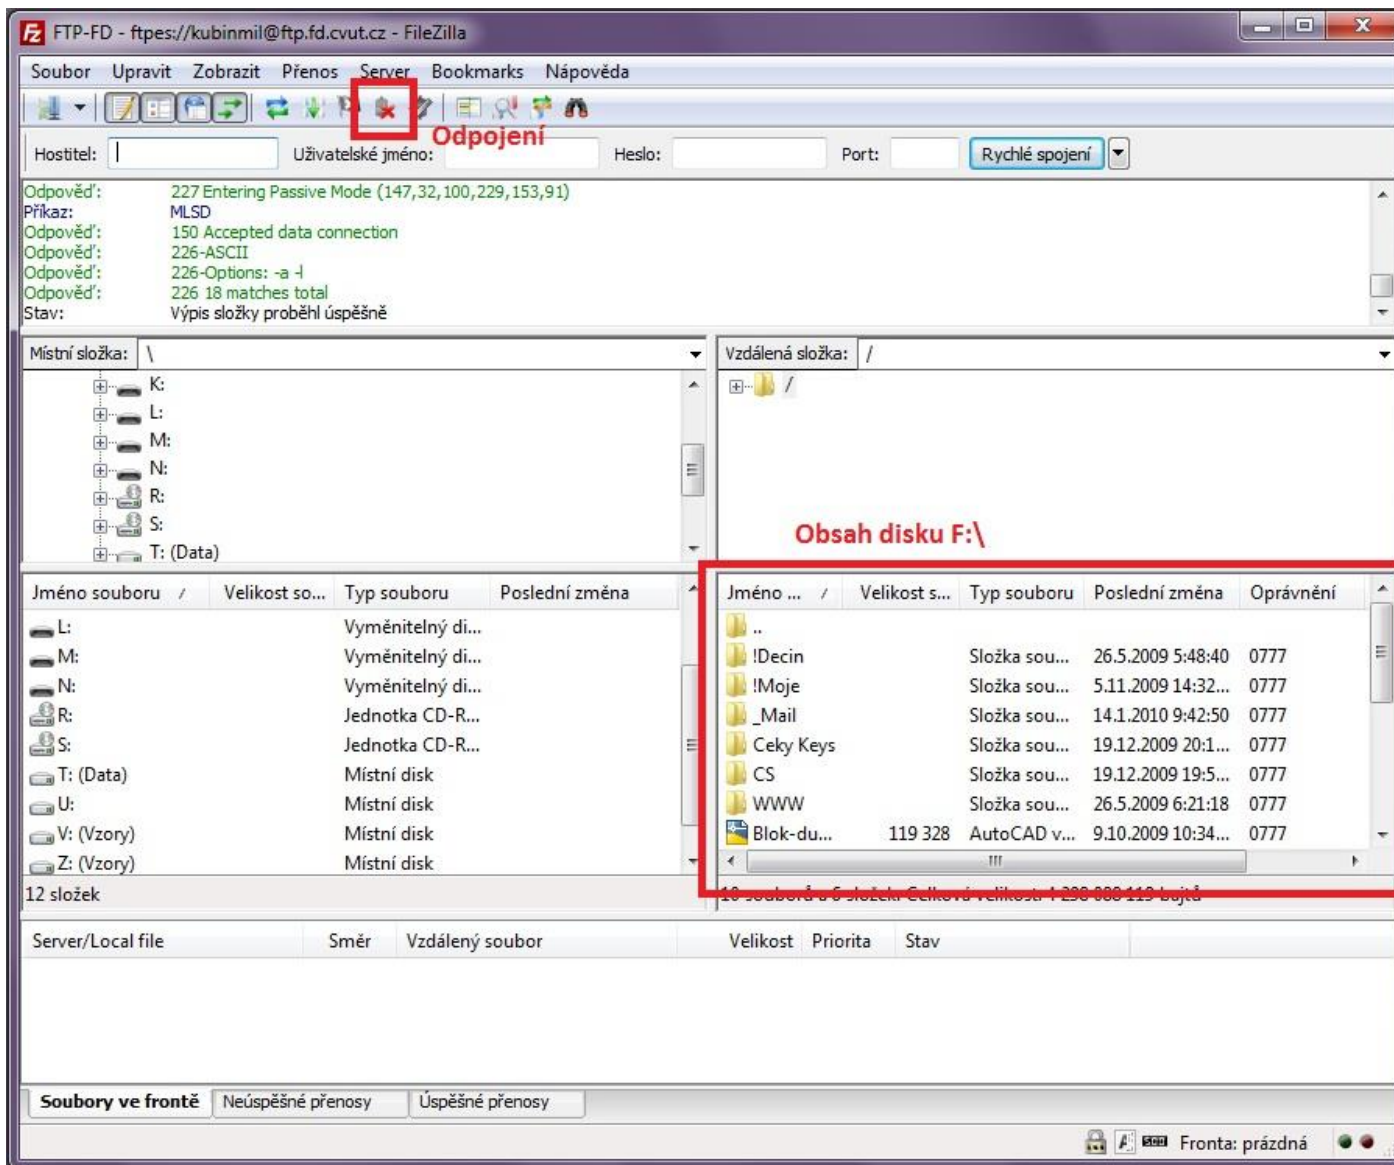 FTP-FD - ftpes://kubinmil@ftp.fd.cvut.cz - FileZilla
Soubor Upravit Zobrazit Přenos Server Bookmarks Nápověda
Odpojení
Hostitel: Uživatelské jméno: Heslo: Port: Rychlé spojení
Odpověď: 227 Entering Passive Mode (147,32,100,229,153,91)
Příkaz: MLSD
Odpověď: 150 Accepted data connection
Odpověď: 226-ASCII
Odpověď: 226-Options: -a -l
Odpověď: 226 18 matches total
Stav: Výpis složky proběhl úspěšně
Místní složka: \
K:
L:
M:
N:
R:
S:
T: (Data)
Vzdálená složka: /
/
Obsah disku F:\
Jméno souboru / Velikost so... Typ souboru Poslední změna
L: Vyměnitelný di...
M: Vyměnitelný di...
N: Vyměnitelný di...
R: Jednotka CD-R...
S: Jednotka CD-R...
T: (Data) Místní disk
U: Místní disk
V: (Vzory) Místní disk
Z: (Vzory) Místní disk
12 složek
Jméno ... / Velikost s... Typ souboru Poslední změna Oprávnění
..
!Decin Složka sou... 26.5.2009 5:48:40 0777
!Moje Složka sou... 5.11.2009 14:32... 0777
_Mail Složka sou... 14.1.2010 9:42:50 0777
Ceky Keys Složka sou... 19.12.2009 20:1... 0777
CS Složka sou... 19.12.2009 19:5... 0777
WWW Složka sou... 26.5.2009 6:21:18 0777
Blok-du... 119 328 AutoCAD v... 9.10.2009 10:34... 0777
souborů a složek. Celková velikost: bajtů
Server/Local file Směr Vzdálený soubor Velikost Priorita Stav
Soubory ve frontě Neúspěšné přenosy Úspěšné přenosy
Fronta: prázdná